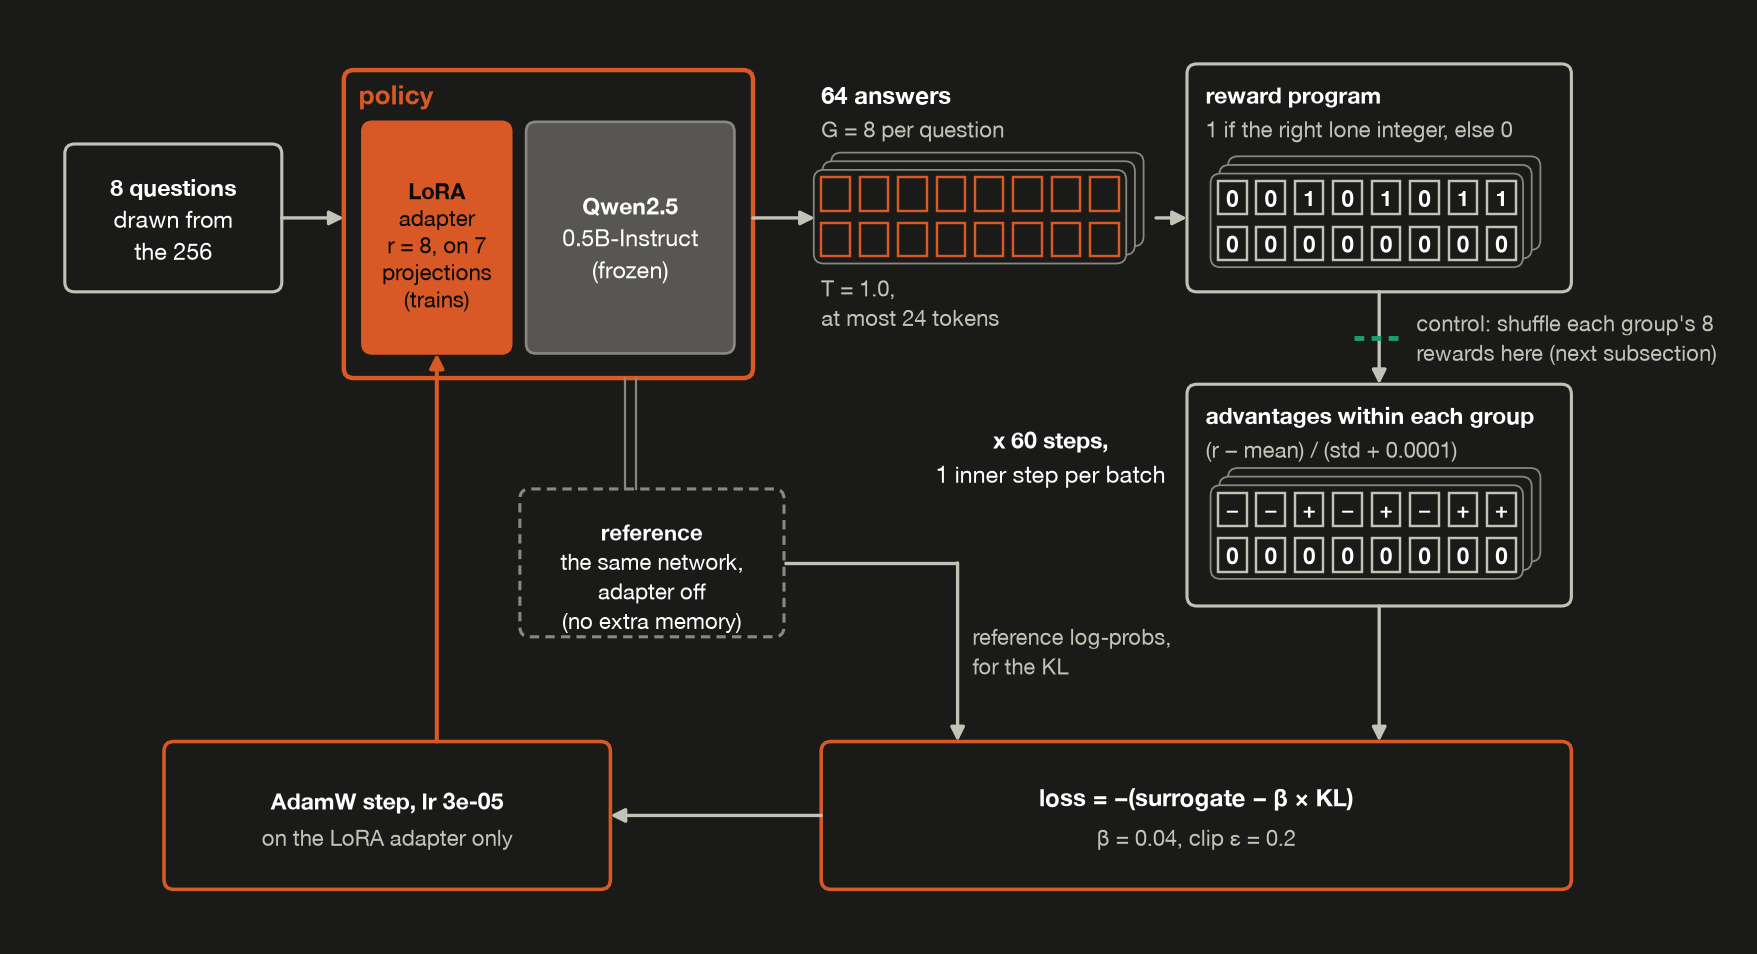 8 questions
drawn from
the 256
policy
LoRA
adapter
r = 8, on 7
projections
(trains)
Qwen2.5
0.5B-Instruct
(frozen)
64 answers
G = 8 per question
T = 1.0,
at most 24 tokens
reward program
1 if the right lone integer, else 0
0 0 1 0 1 0 1 1
0 0 0 0 0 0 0 0
control: shuffle each group's 8
rewards here (next subsection)
advantages within each group
(r − mean) / (std + 0.0001)
− − + − + − + +
0 0 0 0 0 0 0 0
x 60 steps,
1 inner step per batch
reference
the same network,
adapter off
(no extra memory)
reference log-probs,
for the KL
AdamW step, lr 3e-05
on the LoRA adapter only
loss = −(surrogate − β × KL)
β = 0.04, clip ε = 0.2